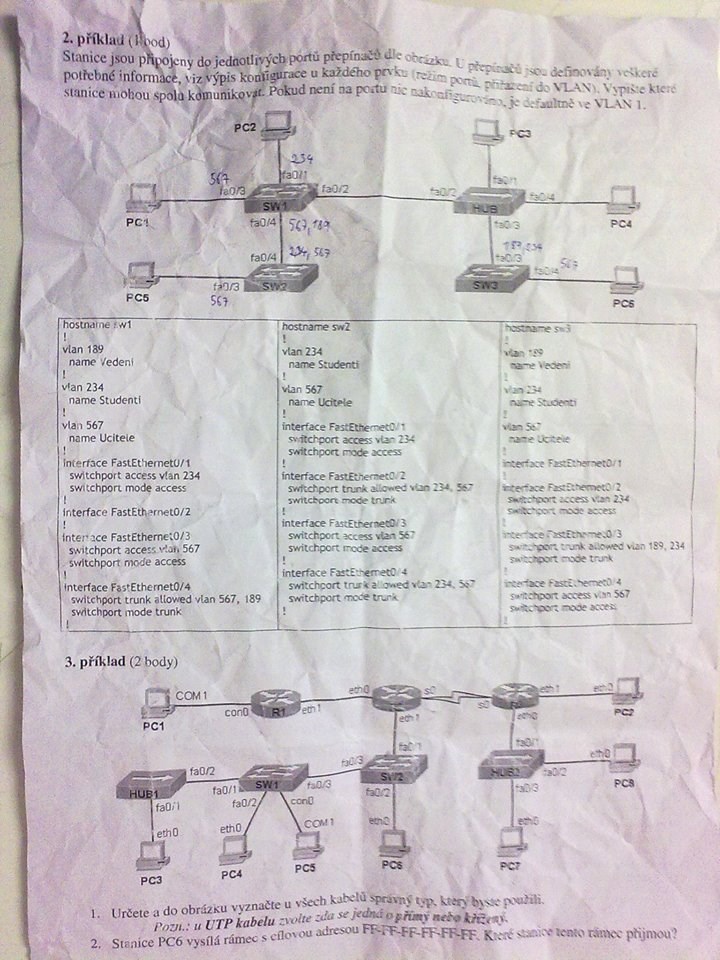 2. příklad (1 bod)
Stanice jsou připojeny do jednotlivých portů přepínačů dle obrázku. U přepínačů jsou definovány veškeré
potřebné informace, viz výpis konfigurace u každého prvku (režim portů, přiřazení do VLAN). Vypište které
stanice mohou spolu komunikovat. Pokud není na portu nic nakonfigurováno, je defaultně ve VLAN 1.
PC2
PC3
234
567
fa0/1
fa0/1
fa0/3
fa0/2
fa0/2
fa0/4
SW1
HUB
PC1
fa0/4
567, 189
fa0/3
PC4
234, 567
189, 234
fa0/4
fa0/3
fa0/4
567
PC5
fa0/3
SW2
SW3
PC6
567
hostname sw1
!
vlan 189
name Vedeni
!
vlan 234
name Studenti
!
vlan 567
name Ucitele
!
interface FastEthernet0/1
switchport access vlan 234
switchport mode access
!
interface FastEthernet0/2
!
interface FastEthernet0/3
switchport access vlan 567
switchport mode access
!
interface FastEthernet0/4
switchport trunk allowed vlan 567, 189
switchport mode trunk
!
hostname sw2
!
vlan 234
name Studenti
!
vlan 567
name Ucitele
!
interface FastEthernet0/1
switchport access vlan 234
switchport mode access
!
interface FastEthernet0/2
switchport trunk allowed vlan 234, 567
switchport mode trunk
!
interface FastEthernet0/3
switchport access vlan 567
switchport mode access
!
interface FastEthernet0/4
switchport trunk allowed vlan 234, 567
switchport mode trunk
!
hostname sw3
!
vlan 189
name Vedeni
!
vlan 234
name Studenti
!
vlan 567
name Ucitele
!
interface FastEthernet0/1
!
interface FastEthernet0/2
switchport access vlan 234
switchport mode access
!
interface FastEthernet0/3
switchport trunk allowed vlan 189, 234
switchport mode trunk
!
interface FastEthernet0/4
switchport access vlan 567
switchport mode access
!
3. příklad (2 body)
COM1
eth0
s0
eth1
eth0
con0
R1
eth1
s0
PC1
eth1
eth0
PC2
fa0/1
fa0/1
eth0
fa0/2
fa0/3
HUB1
fa0/1
SW1
fa0/3
SW2
HUB2
fa0/2
PC8
fa0/1
fa0/2
con0
fa0/2
fa0/3
eth0
eth0
COM1
eth0
eth0
PC3
PC4
PC5
PC6
PC7
1. Určete a do obrázku vyznačte u všech kabelů správný typ, který byste použili.
Pozn.: u UTP kabelu zvolte zda se jedná o přímý nebo křížený.
2. Stanice PC6 vysílá rámec s cílovou adresou FF-FF-FF-FF-FF-FF. Které stanice tento rámec přijmou?